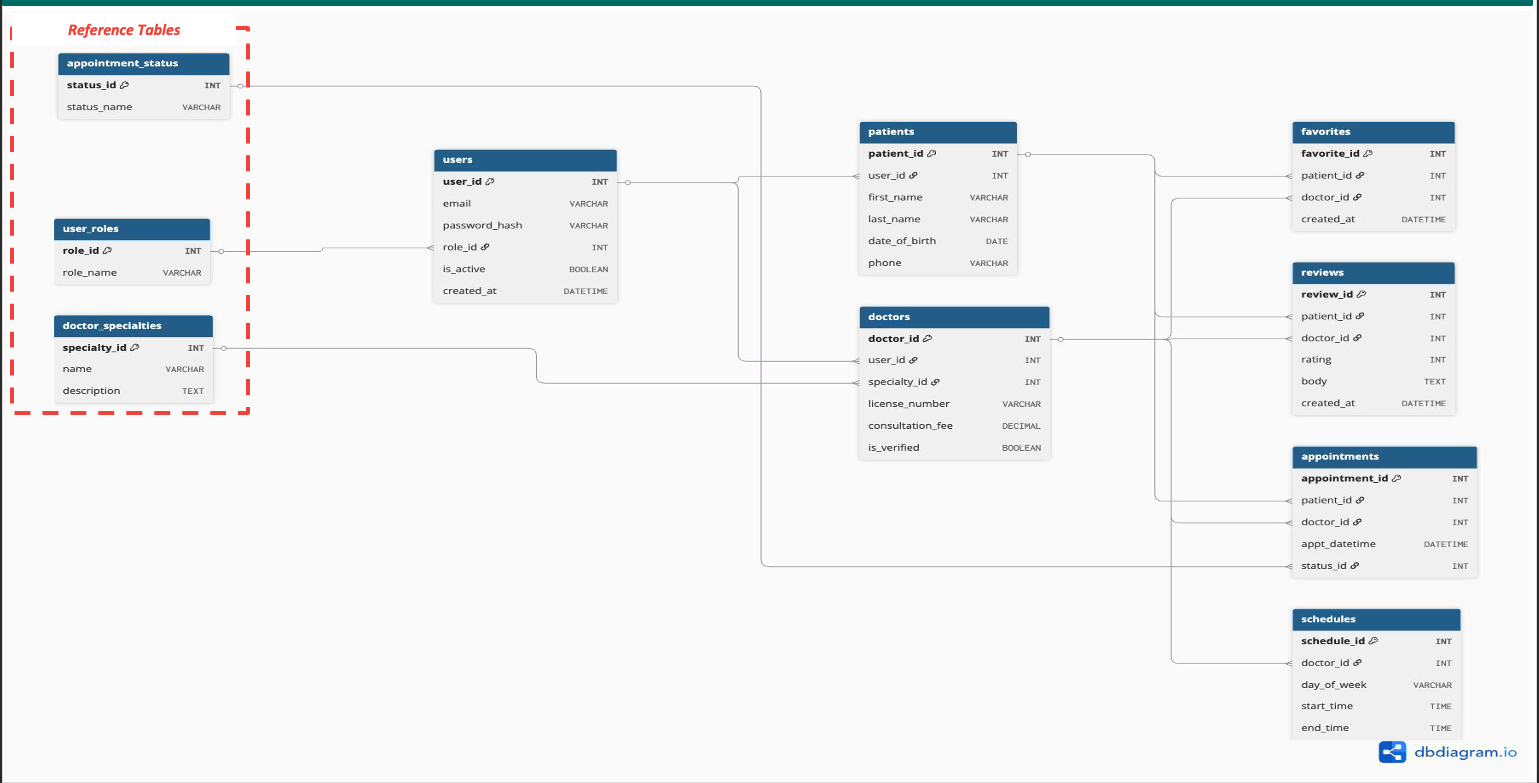 Reference Tables
appointment_status
status_id INT
status_name VARCHAR
user_roles
role_id INT
role_name VARCHAR
doctor_specialties
specialty_id INT
name VARCHAR
description TEXT
users
user_id INT
email VARCHAR
password_hash VARCHAR
role_id INT
is_active BOOLEAN
created_at DATETIME
patients
patient_id INT
user_id INT
first_name VARCHAR
last_name VARCHAR
date_of_birth DATE
phone VARCHAR
doctors
doctor_id INT
user_id INT
specialty_id INT
license_number VARCHAR
consultation_fee DECIMAL
is_verified BOOLEAN
favorites
favorite_id INT
patient_id INT
doctor_id INT
created_at DATETIME
reviews
review_id INT
patient_id INT
doctor_id INT
rating INT
body TEXT
created_at DATETIME
appointments
appointment_id INT
patient_id INT
doctor_id INT
appt_datetime DATETIME
status_id INT
schedules
schedule_id INT
doctor_id INT
day_of_week VARCHAR
start_time TIME
end_time TIME
dbdiagram.io